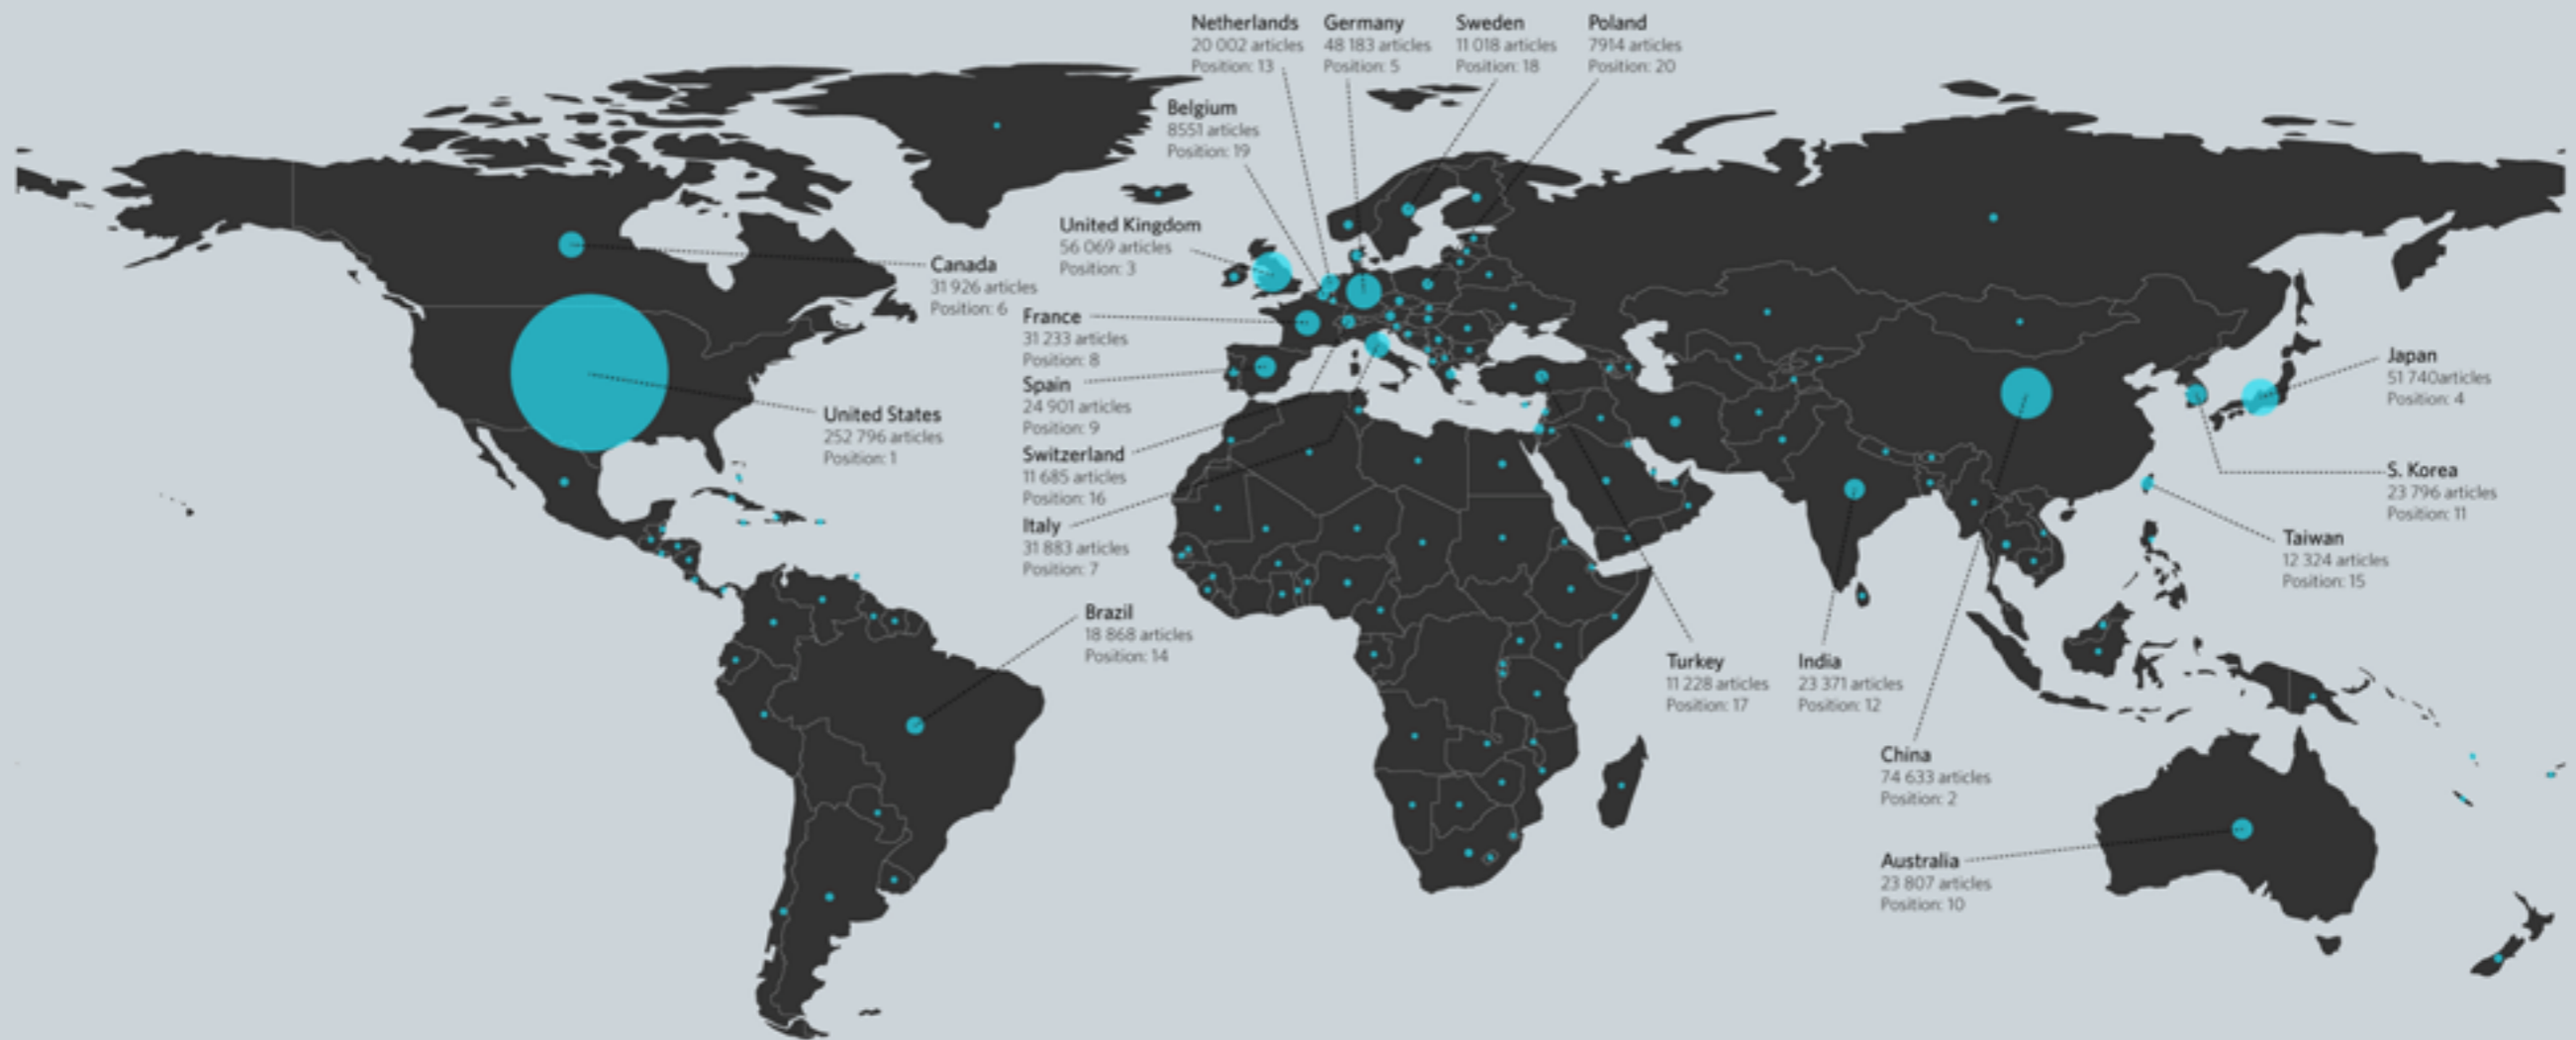 Netherlands
20 002 articles
Position: 13
Germany
48 183 articles
Position: 5
Sweden
11 018 articles
Position: 18
Poland
7914 articles
Position: 20
Belgium
8551 articles
Position: 19
United Kingdom
56 069 articles
Position: 3
Canada
31 926 articles
Position: 6
France
31 233 articles
Position: 8
Spain
24 901 articles
Position: 9
Switzerland
11 685 articles
Position: 16
Italy
31 883 articles
Position: 7
United States
252 796 articles
Position: 1
Brazil
18 868 articles
Position: 14
Japan
51 740articles
Position: 4
S. Korea
23 796 articles
Position: 11
Taiwan
12 324 articles
Position: 15
Turkey
11 228 articles
Position: 17
India
23 371 articles
Position: 12
China
74 633 articles
Position: 2
Australia
23 807 articles
Position: 10